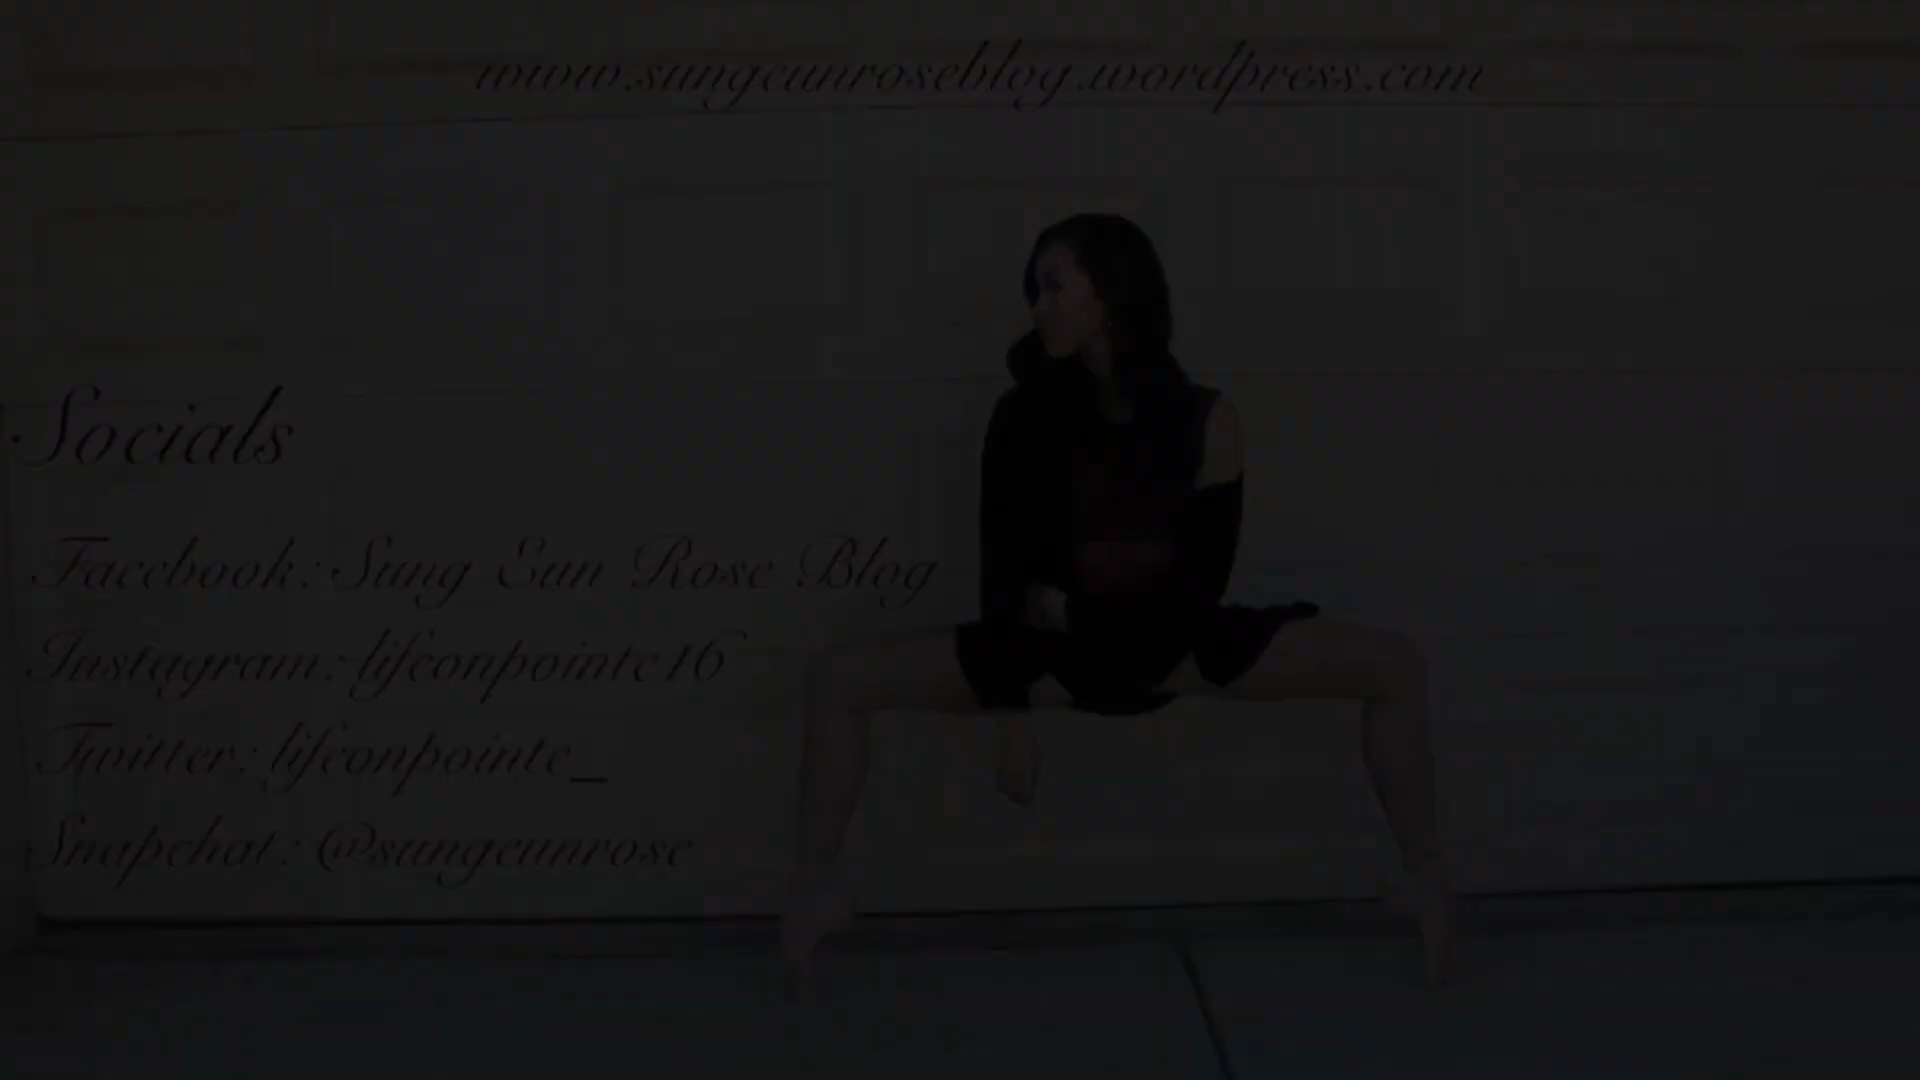 www.sungeunroseblog.wordpress.com
Socials
Facebook: Sung Eun Rose Blog
Instagram: lifeonpointe16
Twitter: lifeonpointe_
Snapchat: @sungeunrose